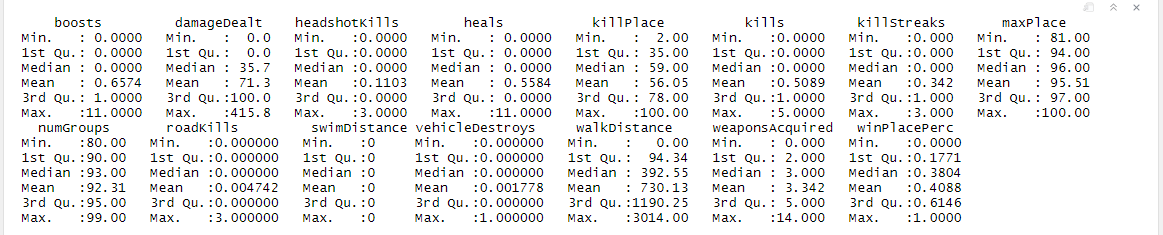 boosts damageDealt headshotKills heals killPlace kills killStreaks maxPlace
Min. : 0.0000 Min. : 0.0 Min. :0.0000 Min. : 0.0000 Min. : 2.00 Min. :0.0000 Min. :0.000 Min. : 81.00
1st Qu.: 0.0000 1st Qu.: 0.0 1st Qu.:0.0000 1st Qu.: 0.0000 1st Qu.: 35.00 1st Qu.:0.0000 1st Qu.:0.000 1st Qu.: 94.00
Median : 0.0000 Median : 35.7 Median :0.0000 Median : 0.0000 Median : 59.00 Median :0.0000 Median :0.000 Median : 96.00
Mean : 0.6574 Mean : 71.3 Mean :0.1103 Mean : 0.5584 Mean : 56.05 Mean :0.5089 Mean :0.342 Mean : 95.51
3rd Qu.: 1.0000 3rd Qu.:100.0 3rd Qu.:0.0000 3rd Qu.: 0.0000 3rd Qu.: 78.00 3rd Qu.:1.0000 3rd Qu.:1.000 3rd Qu.: 97.00
Max. :11.0000 Max. :415.8 Max. :3.0000 Max. :11.0000 Max. :100.00 Max. :5.0000 Max. :3.000 Max. :100.00
numGroups roadKills swimDistance vehicleDestroys walkDistance weaponsAcquired winPlacePerc
Min. :80.00 Min. :0.000000 Min. :0 Min. :0.000000 Min. : 0.00 Min. : 0.000 Min. :0.0000
1st Qu.:90.00 1st Qu.:0.000000 1st Qu.:0 1st Qu.:0.000000 1st Qu.: 94.34 1st Qu.: 2.000 1st Qu.:0.1771
Median :93.00 Median :0.000000 Median :0 Median :0.000000 Median : 392.55 Median : 3.000 Median :0.3804
Mean :92.31 Mean :0.004742 Mean :0 Mean :0.001778 Mean : 730.13 Mean : 3.342 Mean :0.4088
3rd Qu.:95.00 3rd Qu.:0.000000 3rd Qu.:0 3rd Qu.:0.000000 3rd Qu.:1190.25 3rd Qu.: 5.000 3rd Qu.:0.6146
Max. :99.00 Max. :3.000000 Max. :0 Max. :1.000000 Max. :3014.00 Max. :14.000 Max. :1.0000